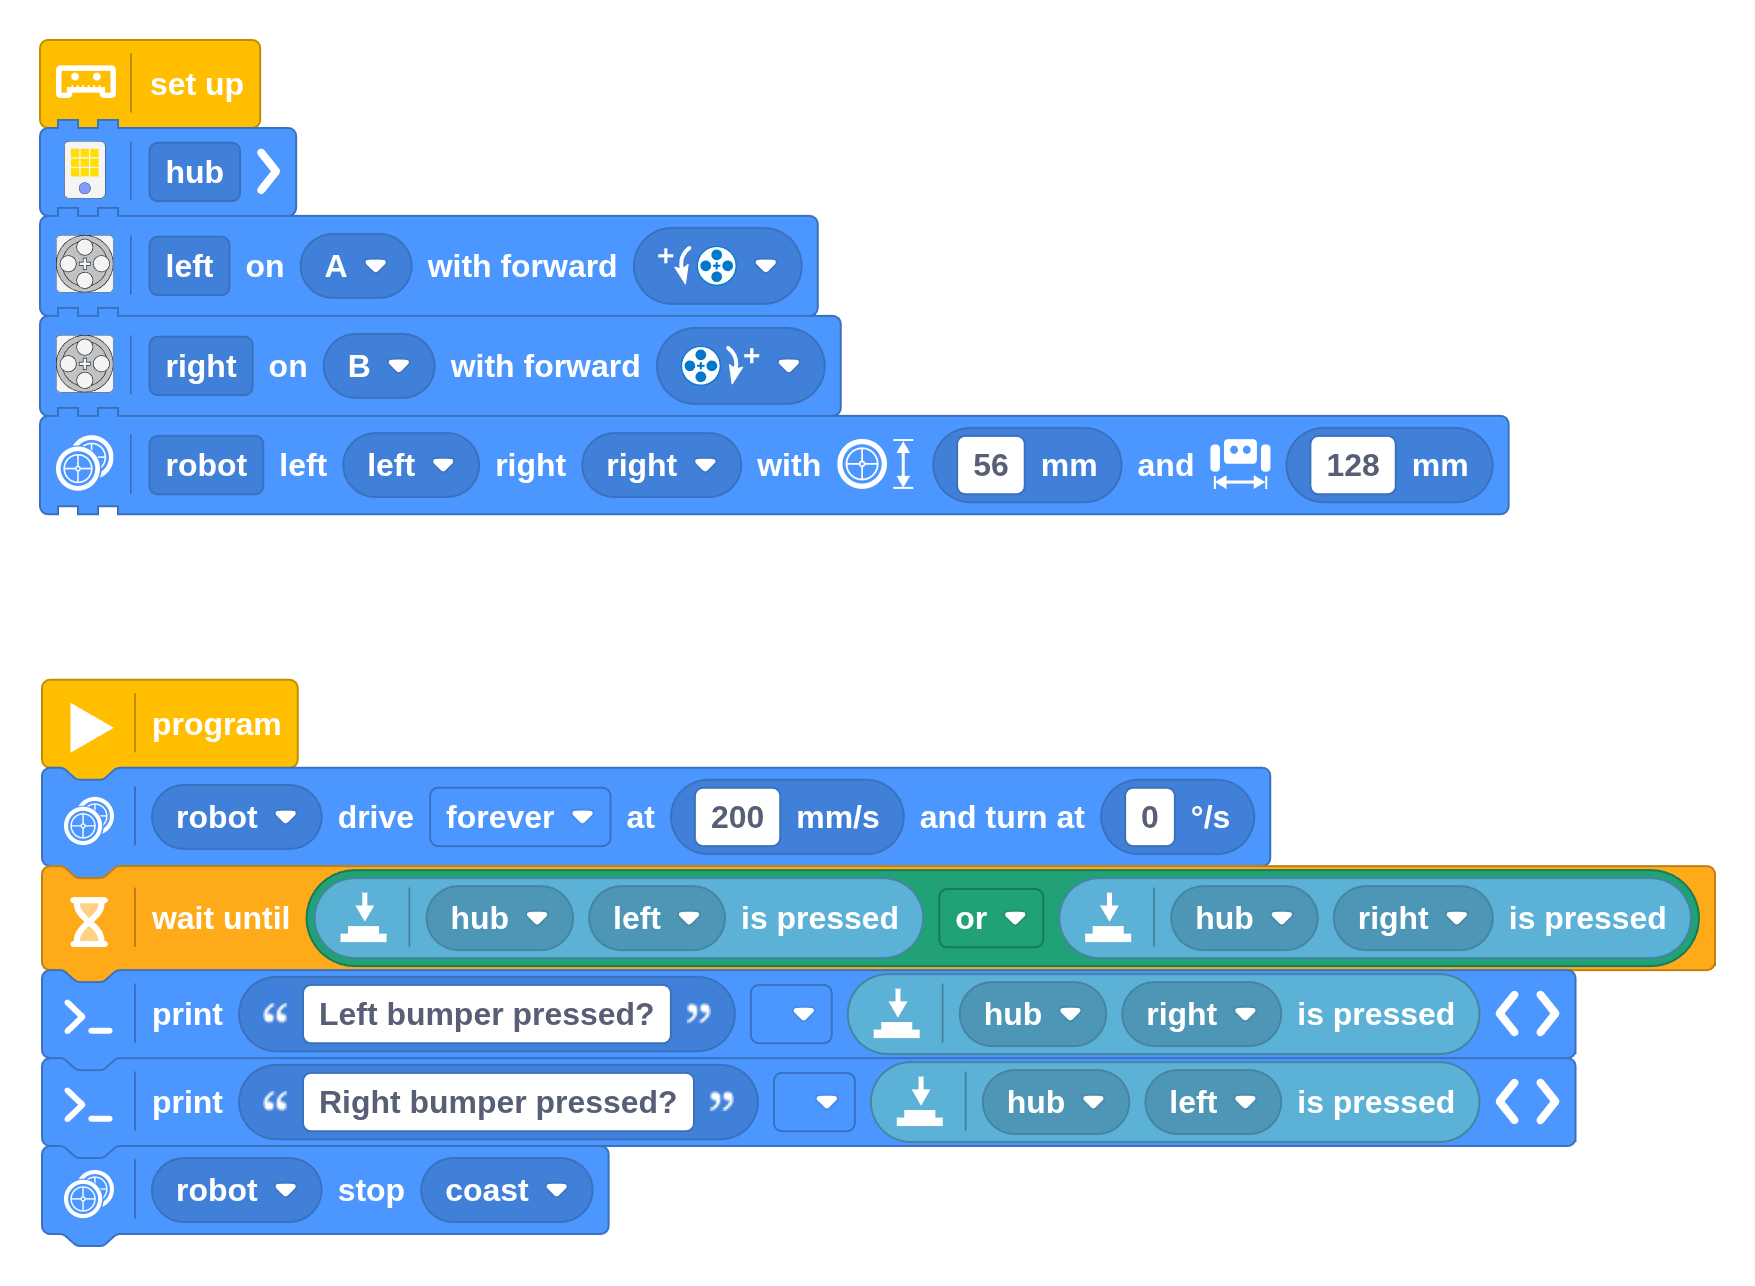 set up
hub
left on A with forward +
right on B with forward +
robot left left right right with 56 mm and 128 mm
program
robot drive forever at 200 mm/s and turn at 0 °/s
wait until hub left is pressed or hub right is pressed
print “ Left bumper pressed? ” hub right is pressed
print “ Right bumper pressed? ” hub left is pressed
robot stop coast